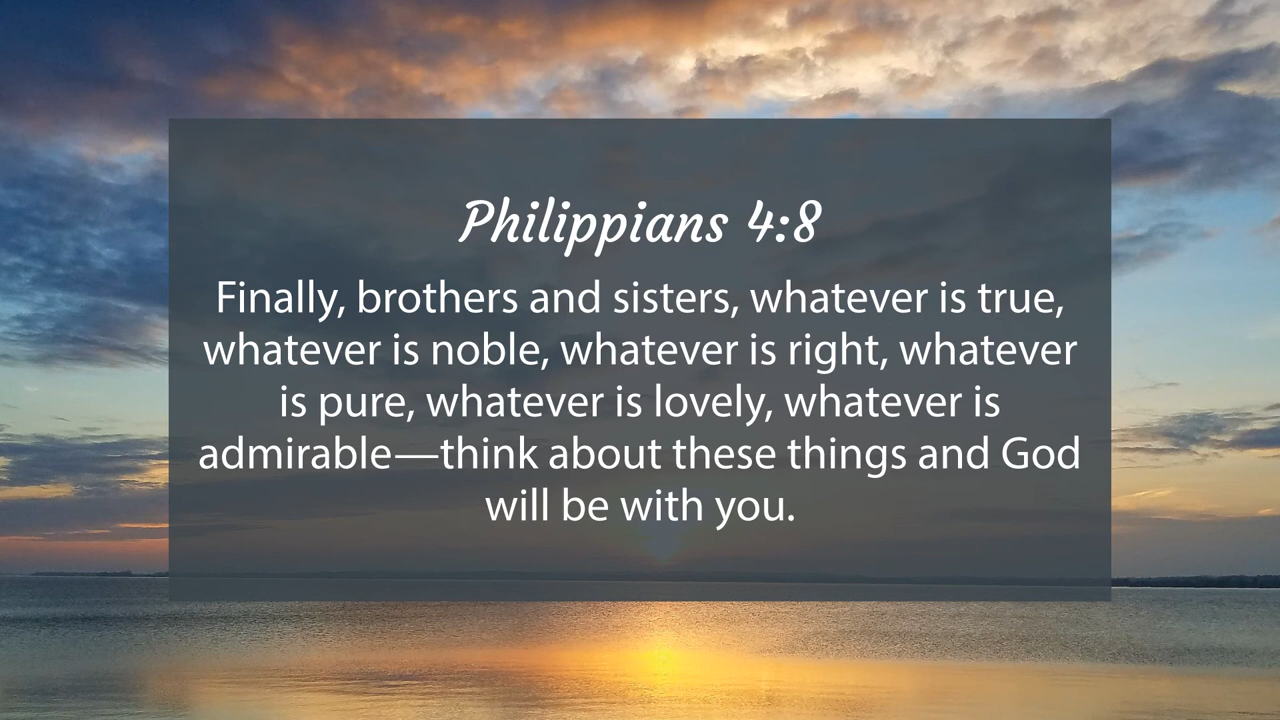 Philippians 4:8
Finally, brothers and sisters, whatever is true,
whatever is noble, whatever is right, whatever
is pure, whatever is lovely, whatever is
admirable—think about these things and God
will be with you.